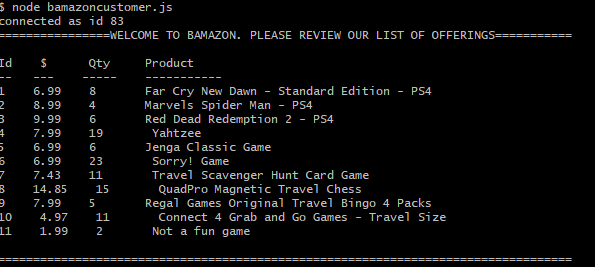 $ node bamazoncustomer.js
connected as id 83
================WELCOME TO BAMAZON. PLEASE REVIEW OUR LIST OF OFFERINGS===========
Id $ Qty Product
-- --- ----- -----------
1 6.99 8 Far Cry New Dawn - Standard Edition - PS4
2 8.99 4 Marvels Spider Man - PS4
3 9.99 6 Red Dead Redemption 2 - PS4
4 7.99 19 Yahtzee
5 6.99 6 Jenga Classic Game
6 6.99 23 Sorry! Game
7 7.43 11 Travel Scavenger Hunt Card Game
8 14.85 15 QuadPro Magnetic Travel Chess
9 7.99 5 Regal Games Original Travel Bingo 4 Packs
10 4.97 11 Connect 4 Grab and Go Games - Travel Size
11 1.99 2 Not a fun game
==================================================================================